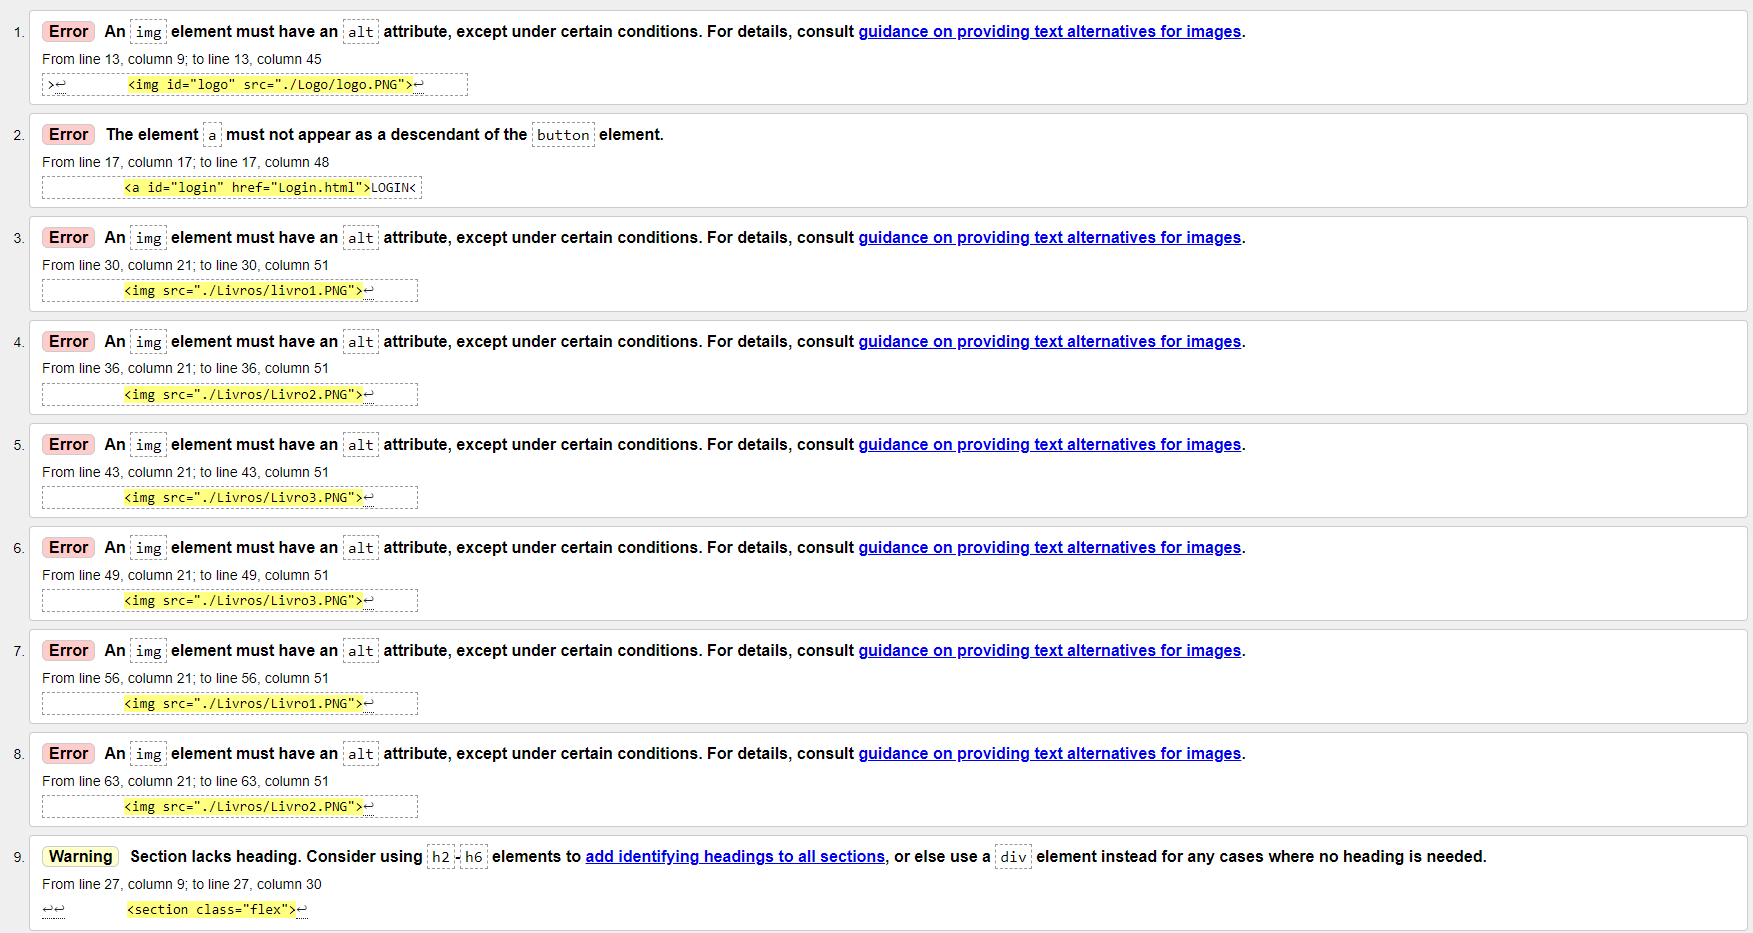 1. Error An img element must have an alt attribute, except under certain conditions. For details, consult guidance on providing text alternatives for images.
From line 13, column 9; to line 13, column 45
>↩ <img id="logo" src="./Logo/logo.PNG">↩
2. Error The element a must not appear as a descendant of the button element.
From line 17, column 17; to line 17, column 48
<a id="login" href="Login.html">LOGIN<
3. Error An img element must have an alt attribute, except under certain conditions. For details, consult guidance on providing text alternatives for images.
From line 30, column 21; to line 30, column 51
<img src="./Livros/livro1.PNG">↩
4. Error An img element must have an alt attribute, except under certain conditions. For details, consult guidance on providing text alternatives for images.
From line 36, column 21; to line 36, column 51
<img src="./Livros/Livro2.PNG">↩
5. Error An img element must have an alt attribute, except under certain conditions. For details, consult guidance on providing text alternatives for images.
From line 43, column 21; to line 43, column 51
<img src="./Livros/Livro3.PNG">↩
6. Error An img element must have an alt attribute, except under certain conditions. For details, consult guidance on providing text alternatives for images.
From line 49, column 21; to line 49, column 51
<img src="./Livros/Livro3.PNG">↩
7. Error An img element must have an alt attribute, except under certain conditions. For details, consult guidance on providing text alternatives for images.
From line 56, column 21; to line 56, column 51
<img src="./Livros/Livro1.PNG">↩
8. Error An img element must have an alt attribute, except under certain conditions. For details, consult guidance on providing text alternatives for images.
From line 63, column 21; to line 63, column 51
<img src="./Livros/Livro2.PNG">↩
9. Warning Section lacks heading. Consider using h2-h6 elements to add identifying headings to all sections, or else use a div element instead for any cases where no heading is needed.
From line 27, column 9; to line 27, column 30
↩↩ <section class="flex">↩